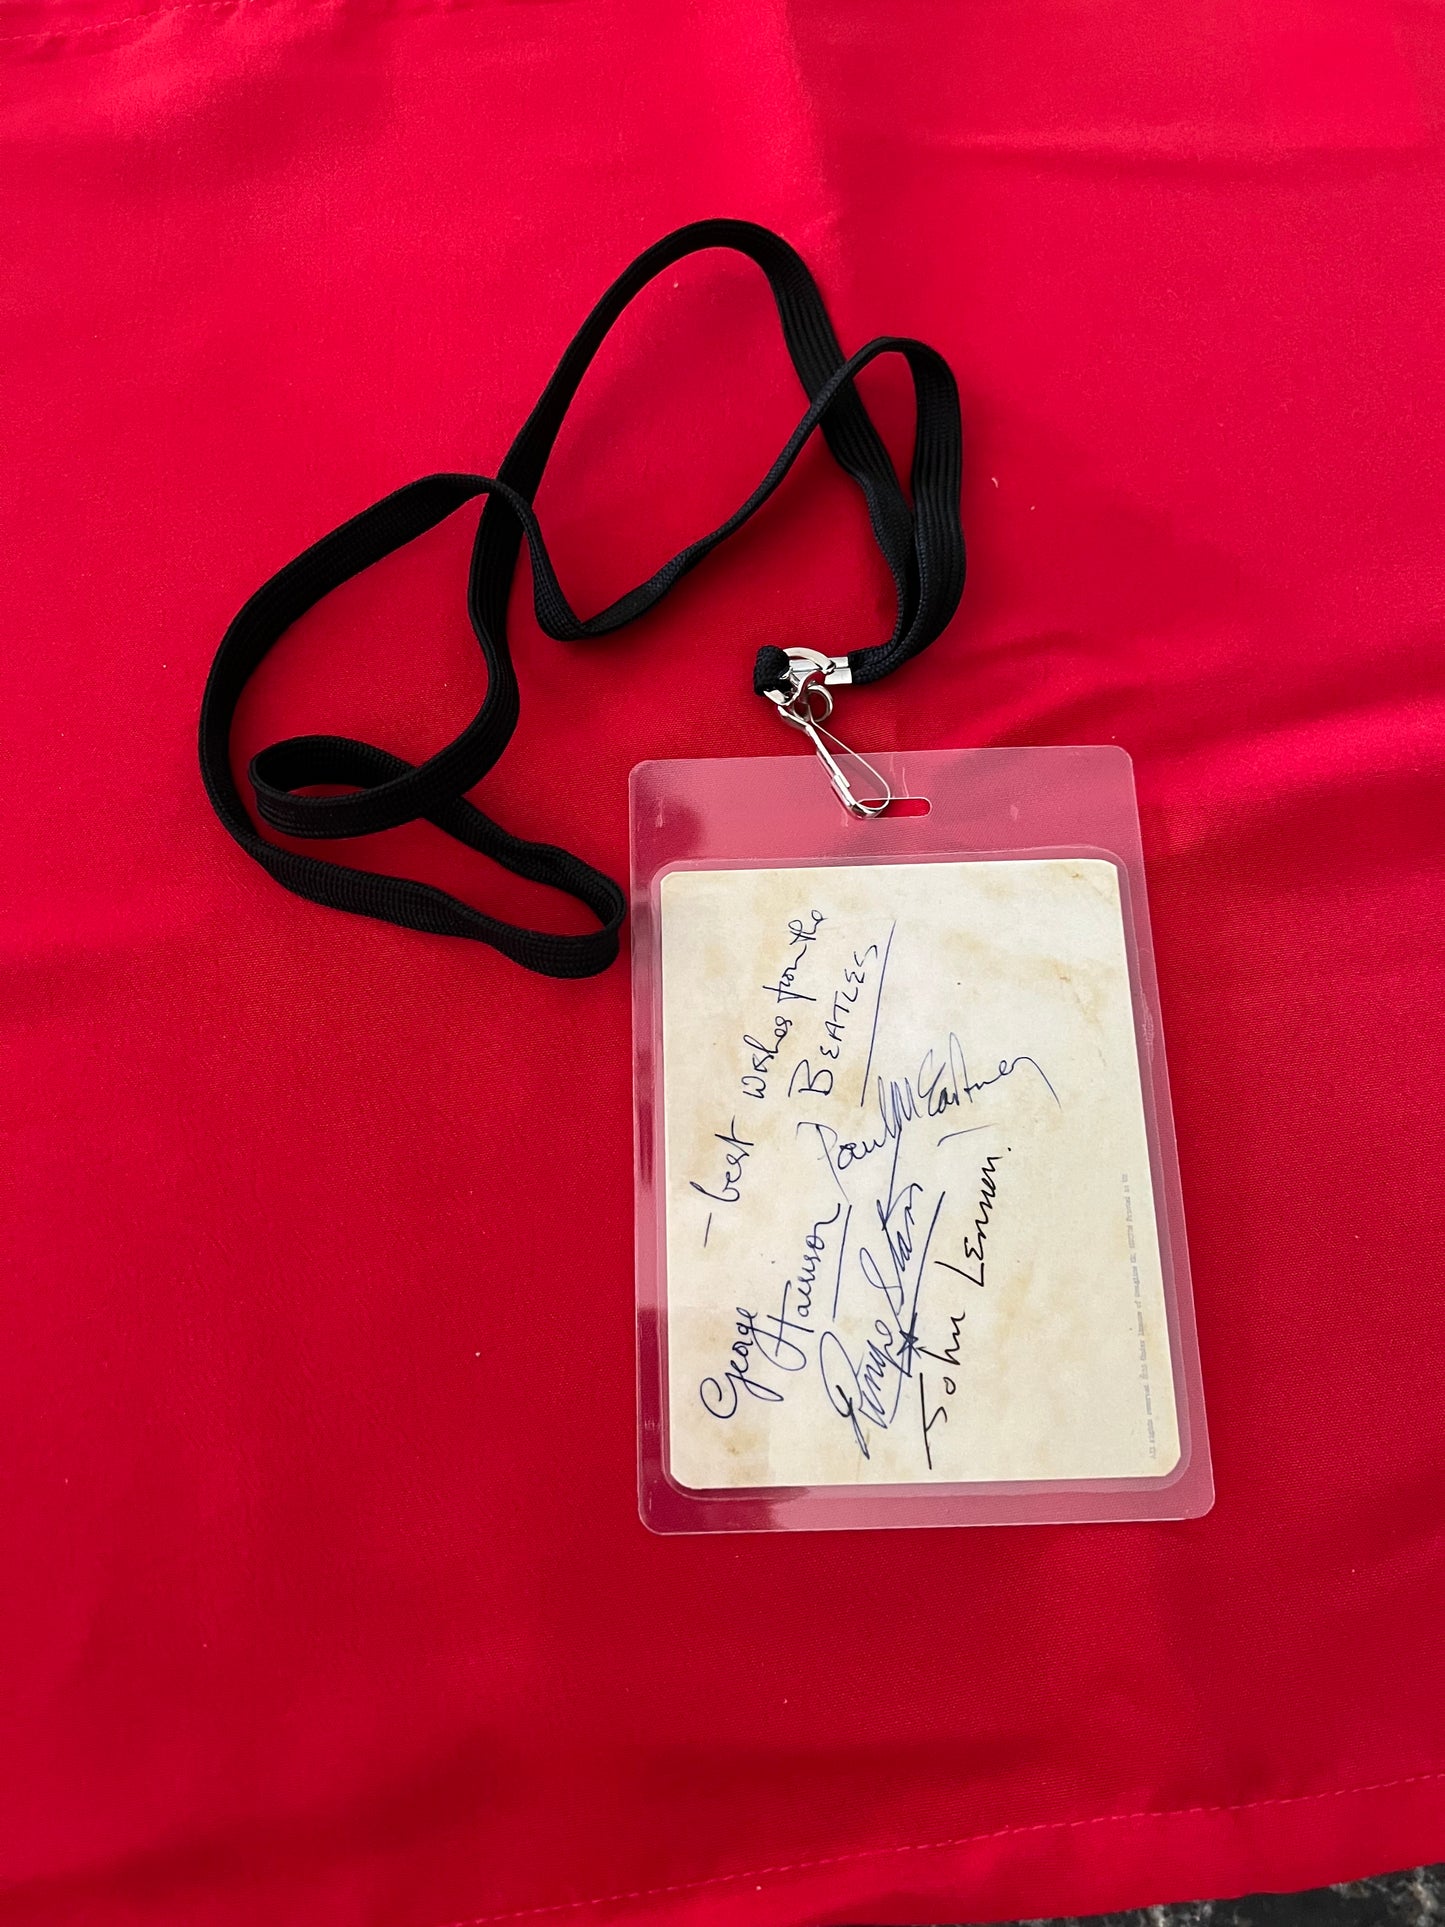 – best wishes from the
BEATLES
George
Harrison
Paul McCartney
Ringo Starr
John Lennon.